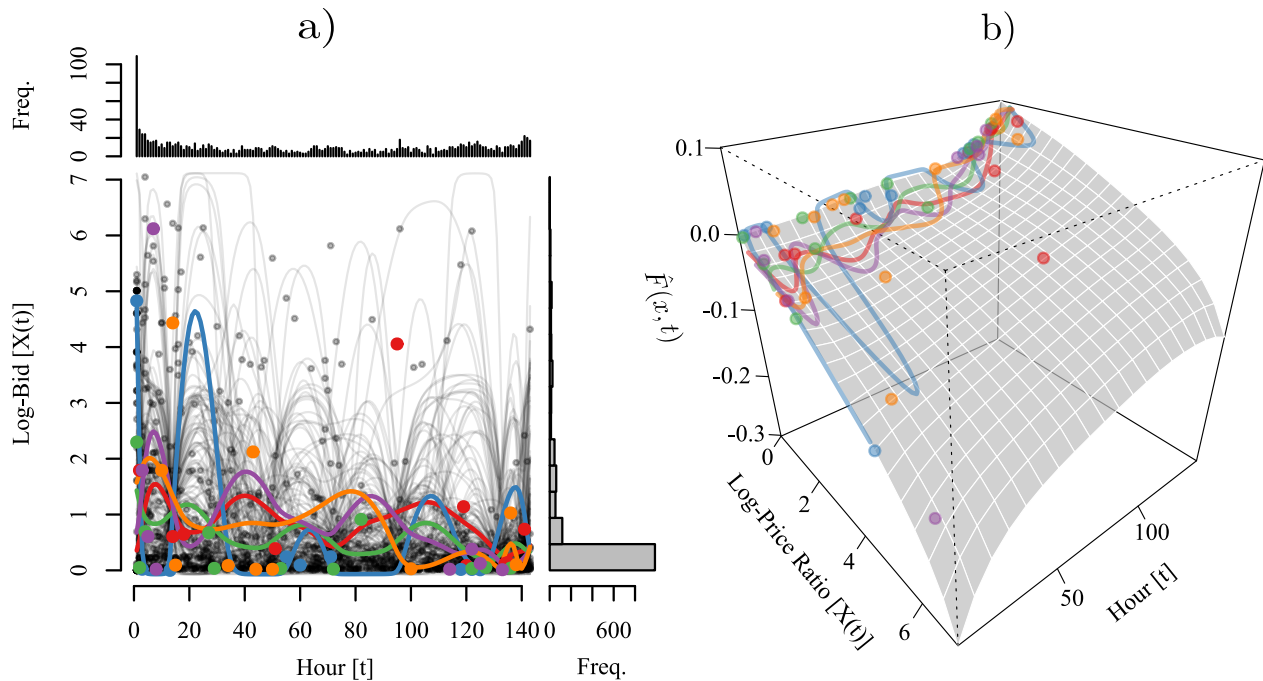 a)
Freq.
0
40
100
Log-Bid [X(t)]
7
6
5
4
3
2
1
0
0 20 40 60 80 100 120 140
Hour [t]
0 600
Freq.
b)
0.1
0.0
-0.1
-0.2
-0.3
F̂(x, t)
0 2 4 6
Log-Price Ratio [X(t)]
50 100
Hour [t]